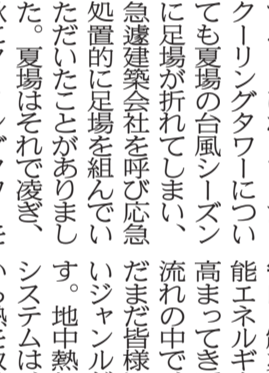 クーリングタワーについ
ても夏場の台風シーズン
に足場が折れてしまい、
急遽建築会社を呼び応急
処置的に足場を組んでい
ただいたことがありまし
た。夏場はそれで凌ぎ、
能エネルギ
高まってき
流れの中で
だまだ皆様
いジャンル
す。地中熱
システムは